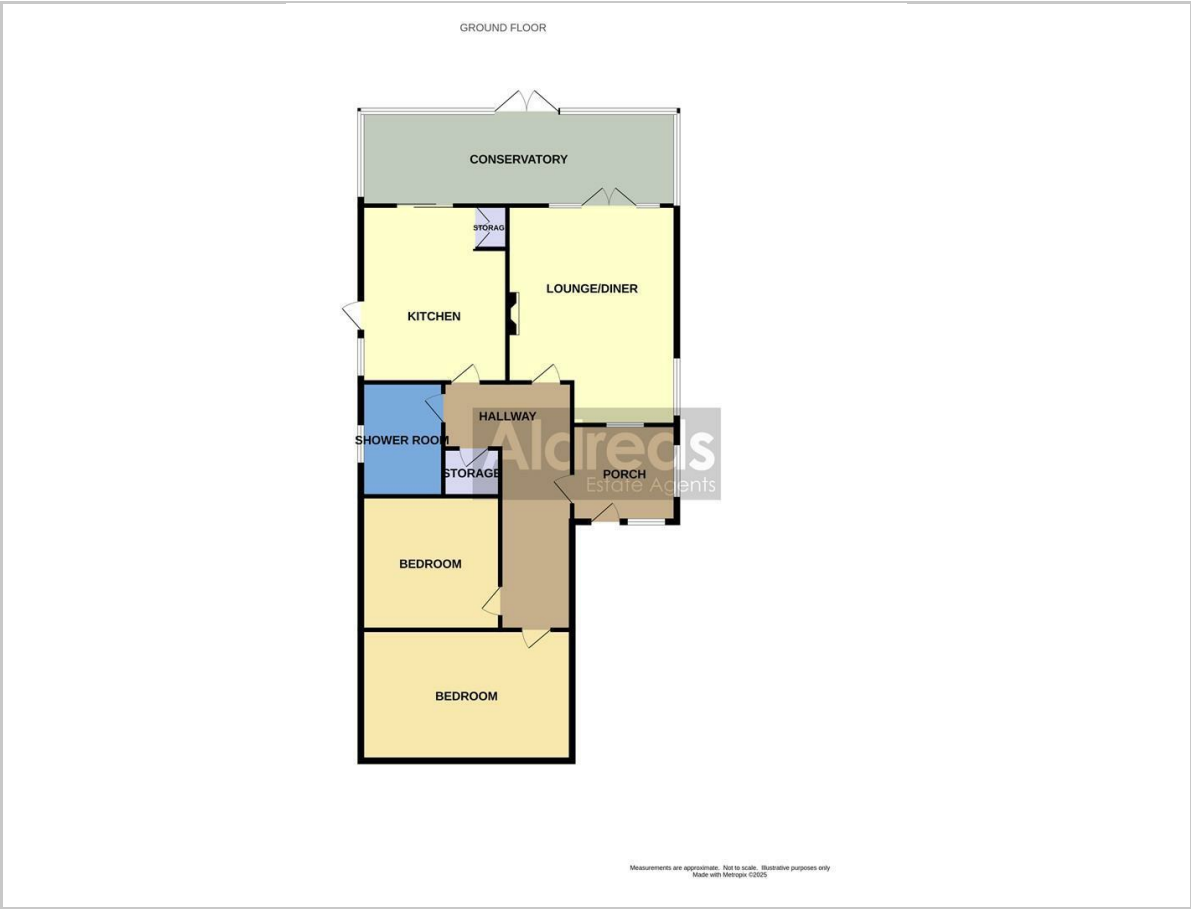 GROUND FLOOR
CONSERVATORY
STORAG
LOUNGE/DINER
KITCHEN
HALLWAY
SHOWER ROOM
Aldreds
Estate Agents
STORAGE
PORCH
BEDROOM
BEDROOM
Measurements are approximate. Not to scale. Illustrative purposes only
Made with Metropix ©2025